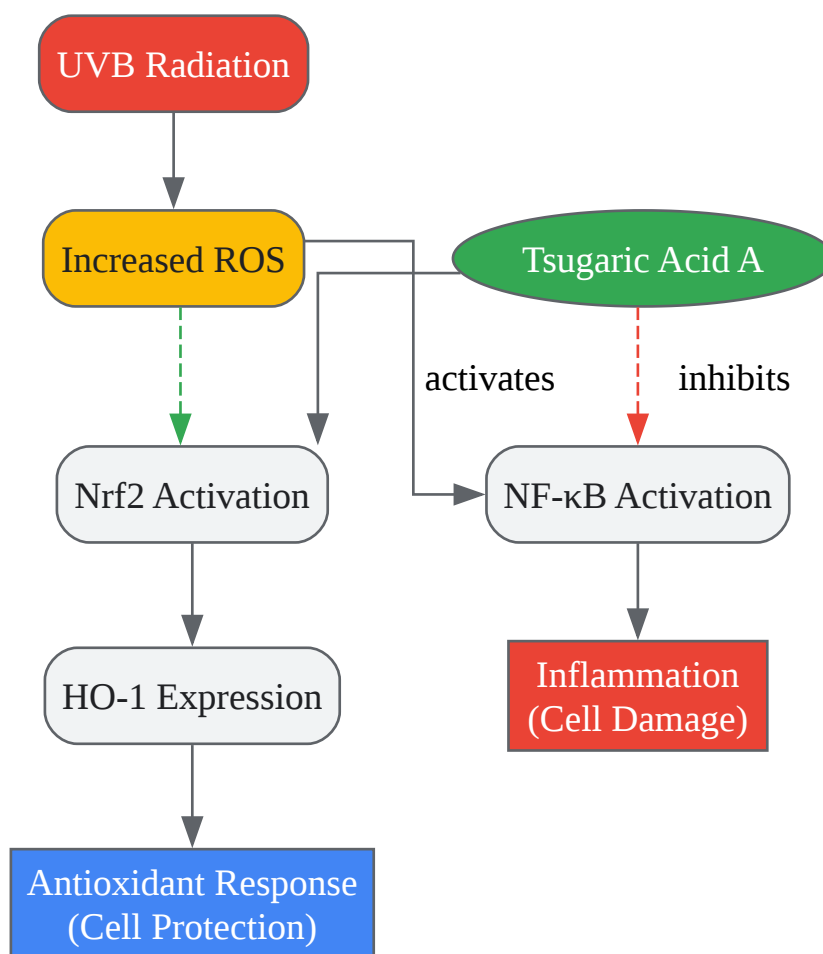 UVB Radiation
Increased ROS
Tsugaric Acid A
activates
inhibits
Nrf2 Activation
NF-κB Activation
HO-1 Expression
Inflammation
(Cell Damage)
Antioxidant Response
(Cell Protection)